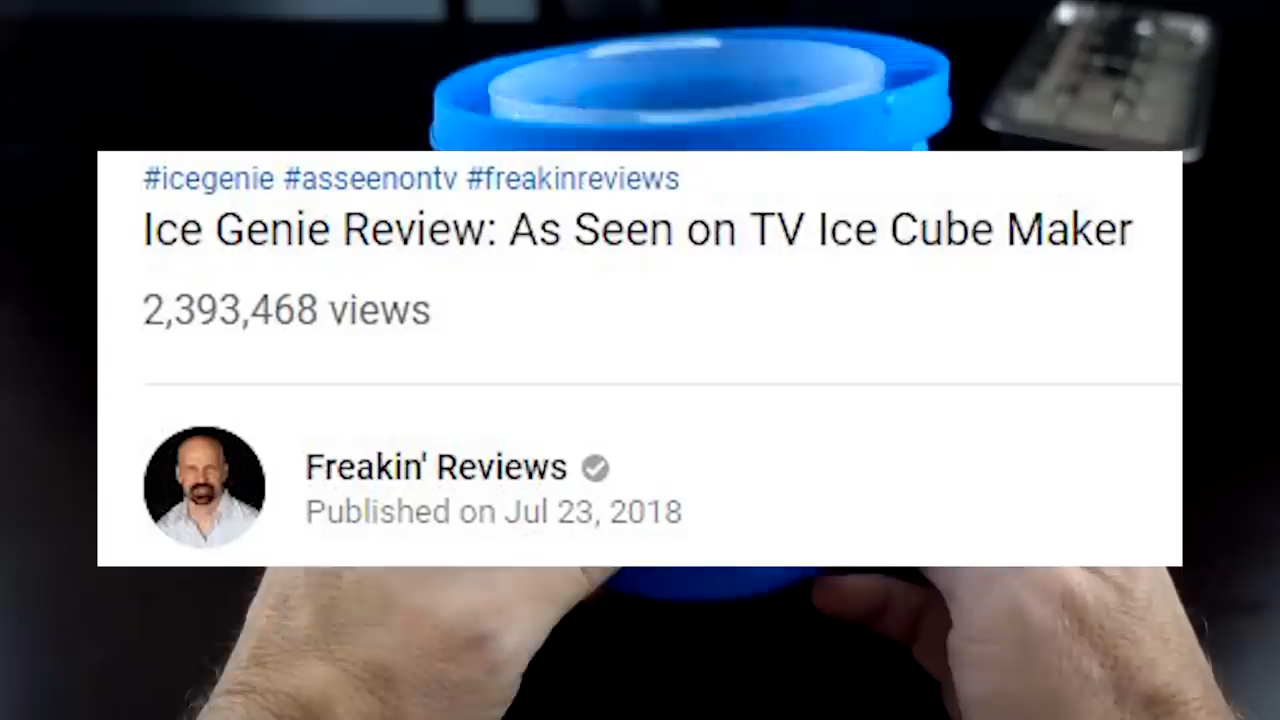 #icegenie #asseenontv #freakinreviews
Ice Genie Review: As Seen on TV Ice Cube Maker
2,393,468 views
Freakin' Reviews
Published on Jul 23, 2018